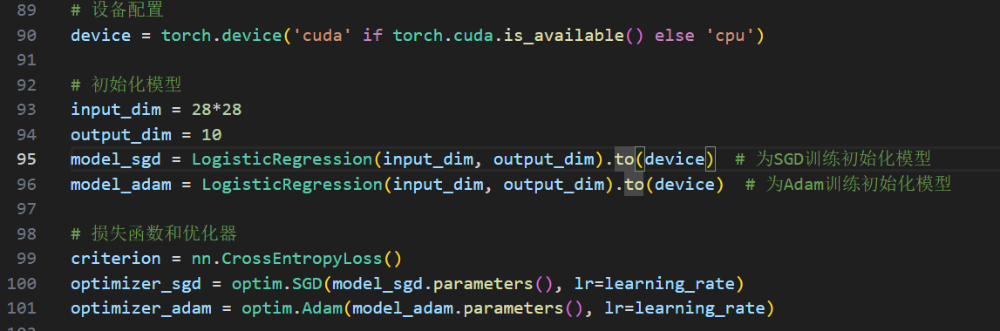 89 # 设备配置
90 device = torch.device('cuda' if torch.cuda.is_available() else 'cpu')
91
92 # 初始化模型
93 input_dim = 28*28
94 output_dim = 10
95 model_sgd = LogisticRegression(input_dim, output_dim).to(device)  # 为SGD训练初始化模型
96 model_adam = LogisticRegression(input_dim, output_dim).to(device)  # 为Adam训练初始化模型
97
98 # 损失函数和优化器
99 criterion = nn.CrossEntropyLoss()
100 optimizer_sgd = optim.SGD(model_sgd.parameters(), lr=learning_rate)
101 optimizer_adam = optim.Adam(model_adam.parameters(), lr=learning_rate)